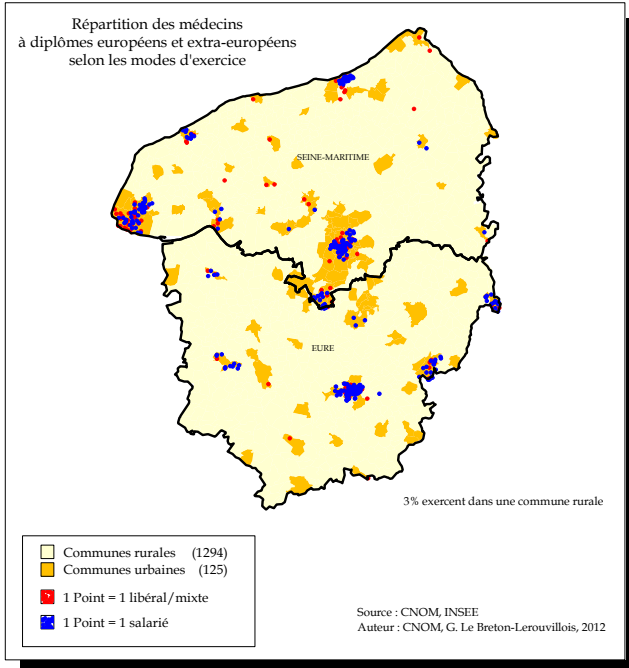 Répartition des médecins
à diplômes européens et extra-européens
selon les modes d'exercice
SEINE-MARITIME
EURE
3% exercent dans une commune rurale
Communes rurales (1294)
Communes urbaines (125)
1 Point = 1 libéral/mixte
1 Point = 1 salarié
Source : CNOM, INSEE
Auteur : CNOM, G. Le Breton-Lerouvillois, 2012